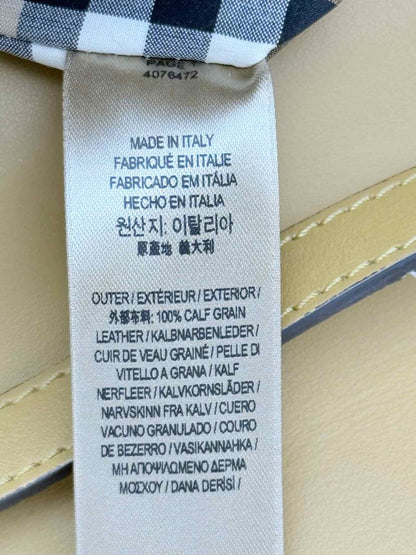 PAGE 1
4076472
MADE IN ITALY
FABRIQUÉ EN ITALIE
FABRICADO EM ITÁLIA
HECHO EN ITALIA
원산지: 이탈리아
原產地 義大利
OUTER / EXTÉRIEUR / EXTERIOR /
外部布料: 100% CALF GRAIN
LEATHER / KALBNARBENLEDER /
CUIR DE VEAU GRAINÉ / PELLE DI
VITELLO A GRANA / KALF
NERFLEER / KALVKORNSLÄDER /
NARVSKINN FRA KALV / CUERO
VACUNO GRANULADO / COURO
DE BEZERRO / VASIKANNAHKA /
ΜΗ ΑΠΟΨΙΛΩΜΕΝΟ ΔΕΡΜΑ
ΜΟΣΧΟΥ / DANA DERİSİ /